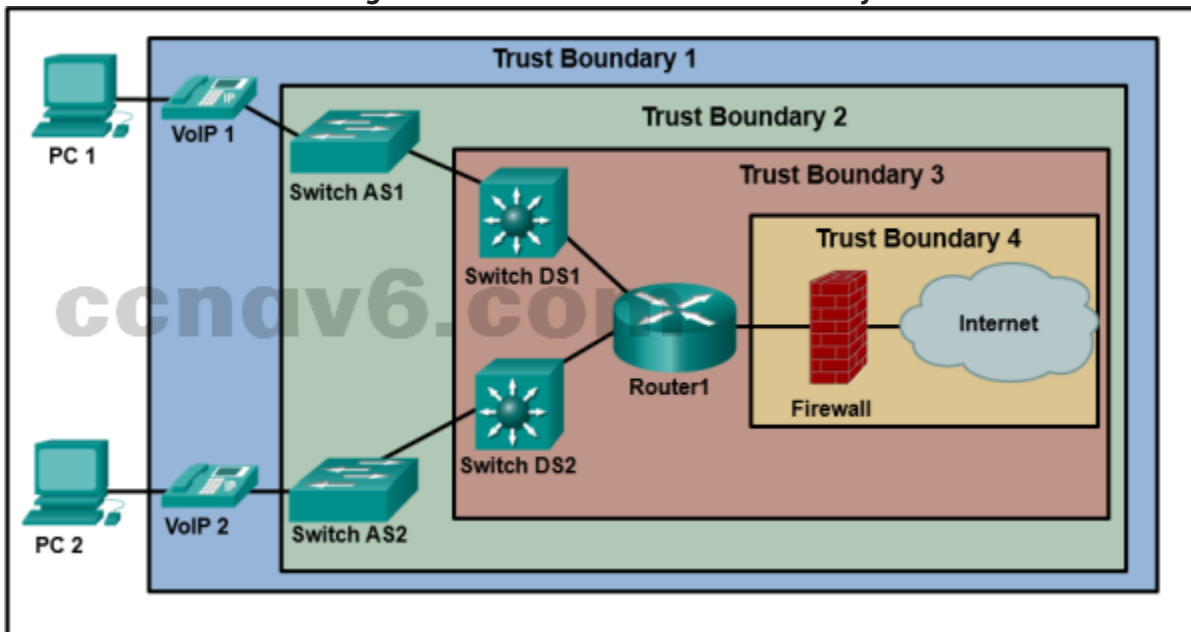 Trust Boundary 1
Trust Boundary 2
Trust Boundary 3
Trust Boundary 4
PC 1
VoIP 1
IP
Switch AS1
Switch DS1
ccnav6.com
Router1
Firewall
Internet
Switch DS2
PC 2
VoIP 2
Switch AS2